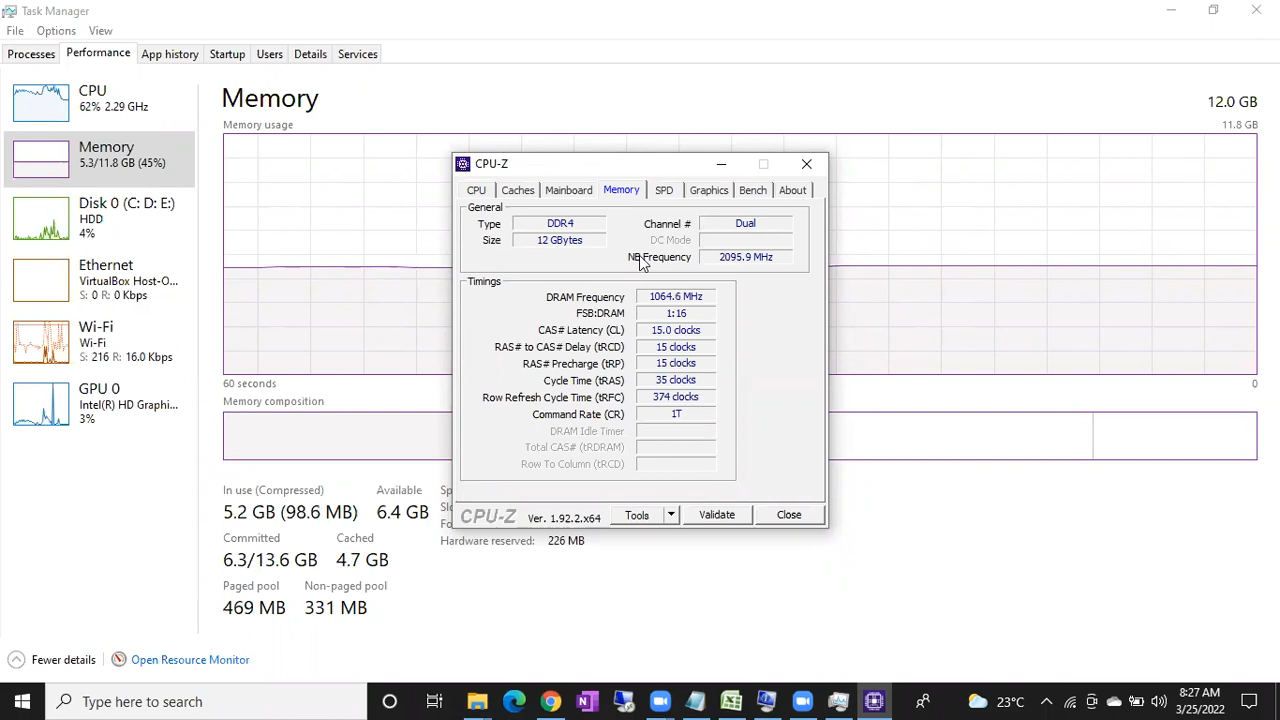 Task Manager
File Options View
Processes Performance App history Startup Users Details Services
CPU
62% 2.29 GHz
Memory
5.3/11.8 GB (45%)
Disk 0 (C: D: E:)
HDD
4%
Ethernet
VirtualBox Host-O...
S: 0 R: 0 Kbps
Wi-Fi
Wi-Fi
S: 216 R: 16.0 Kbps
GPU 0
Intel(R) HD Graphi...
3%
Memory 12.0 GB
Memory usage 11.8 GB
60 seconds 0
Memory composition
In use (Compressed) Available
5.2 GB (98.6 MB) 6.4 GB
Committed Cached
6.3/13.6 GB 4.7 GB
Paged pool Non-paged pool
469 MB 331 MB
Hardware reserved: 226 MB
CPU-Z
CPU Caches Mainboard Memory SPD Graphics Bench About
General
Type DDR4 Channel # Dual
Size 12 GBytes DC Mode
NB Frequency 2095.9 MHz
Timings
DRAM Frequency 1064.6 MHz
FSB:DRAM 1:16
CAS# Latency (CL) 15.0 clocks
RAS# to CAS# Delay (tRCD) 15 clocks
RAS# Precharge (tRP) 15 clocks
Cycle Time (tRAS) 35 clocks
Row Refresh Cycle Time (tRFC) 374 clocks
Command Rate (CR) 1T
DRAM Idle Timer
Total CAS# (tRDRAM)
Row To Column (tRCD)
CPU-Z Ver. 1.92.2.x64 Tools Validate Close
Fewer details Open Resource Monitor
Type here to search
23°C
8:27 AM
3/25/2022